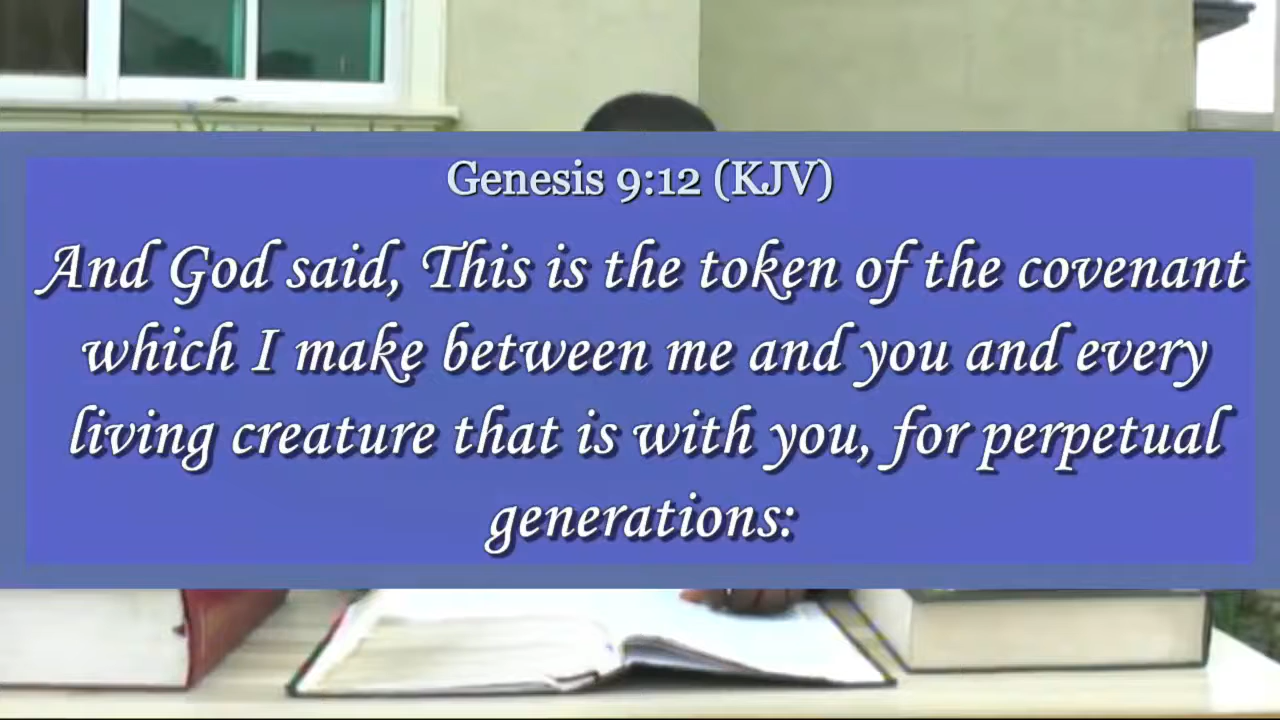 Genesis 9:12 (KJV)
And God said, This is the token of the covenant
which I make between me and you and every
living creature that is with you, for perpetual
generations: